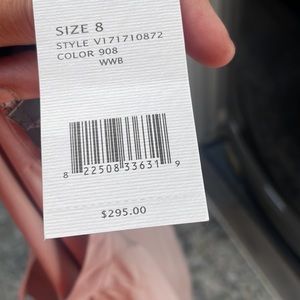 SIZE 8
STYLE V171710872
COLOR 908
WWB
8 22508 33631 9
$295.00